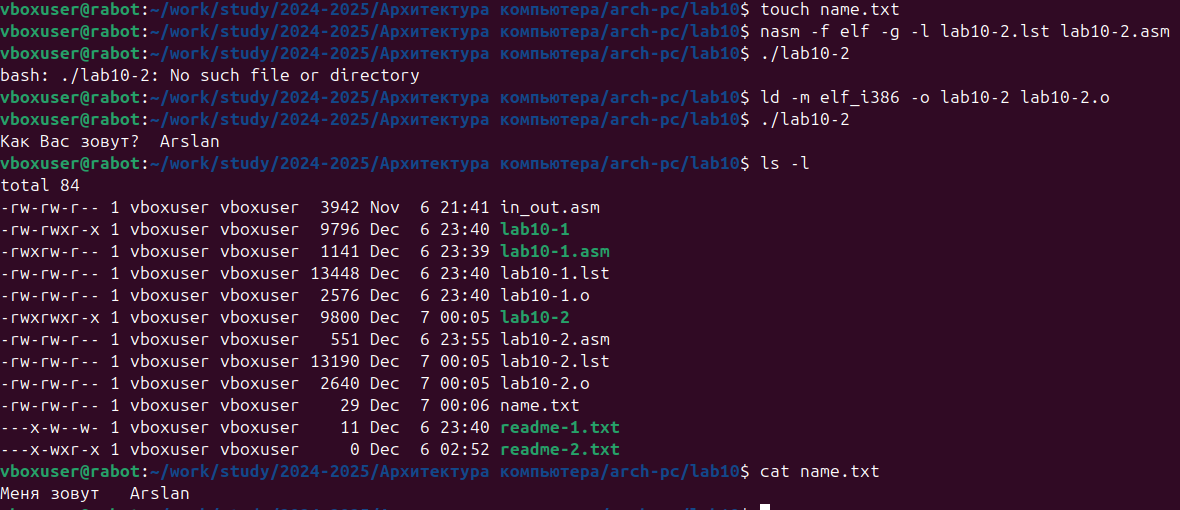 vboxuser@rabot:~/work/study/2024-2025/Архитектура компьютера/arch-pc/lab10$ touch name.txt
vboxuser@rabot:~/work/study/2024-2025/Архитектура компьютера/arch-pc/lab10$ nasm -f elf -g -l lab10-2.lst lab10-2.asm
vboxuser@rabot:~/work/study/2024-2025/Архитектура компьютера/arch-pc/lab10$ ./lab10-2
bash: ./lab10-2: No such file or directory
vboxuser@rabot:~/work/study/2024-2025/Архитектура компьютера/arch-pc/lab10$ ld -m elf_i386 -o lab10-2 lab10-2.o
vboxuser@rabot:~/work/study/2024-2025/Архитектура компьютера/arch-pc/lab10$ ./lab10-2
Как Вас зовут?  Arslan
vboxuser@rabot:~/work/study/2024-2025/Архитектура компьютера/arch-pc/lab10$ ls -l
total 84
-rw-rw-r-- 1 vboxuser vboxuser  3942 Nov  6 21:41 in_out.asm
-rw-rwxr-x 1 vboxuser vboxuser  9796 Dec  6 23:40 lab10-1
-rwxrw-r-- 1 vboxuser vboxuser  1141 Dec  6 23:39 lab10-1.asm
-rw-rw-r-- 1 vboxuser vboxuser 13448 Dec  6 23:40 lab10-1.lst
-rw-rw-r-- 1 vboxuser vboxuser  2576 Dec  6 23:40 lab10-1.o
-rwxrwxr-x 1 vboxuser vboxuser  9800 Dec  7 00:05 lab10-2
-rw-rw-r-- 1 vboxuser vboxuser   551 Dec  6 23:55 lab10-2.asm
-rw-rw-r-- 1 vboxuser vboxuser 13190 Dec  7 00:05 lab10-2.lst
-rw-rw-r-- 1 vboxuser vboxuser  2640 Dec  7 00:05 lab10-2.o
-rw-rw-r-- 1 vboxuser vboxuser    29 Dec  7 00:06 name.txt
---x-w--w- 1 vboxuser vboxuser    11 Dec  6 23:40 readme-1.txt
---x-wxr-x 1 vboxuser vboxuser     0 Dec  6 02:52 readme-2.txt
vboxuser@rabot:~/work/study/2024-2025/Архитектура компьютера/arch-pc/lab10$ cat name.txt
Меня зовут   Arslan